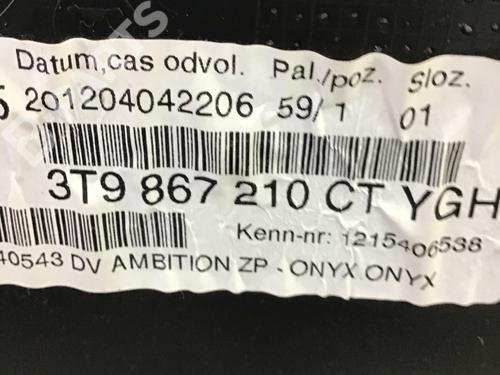 Datum,cas odvol. Pal./poz. Sloz.
5 201204042206 59/ 1 01
3T9 867 210 CT YGH
Kenn-nr: 1215406538
40543 DV AMBITION ZP - ONYX.ONYX